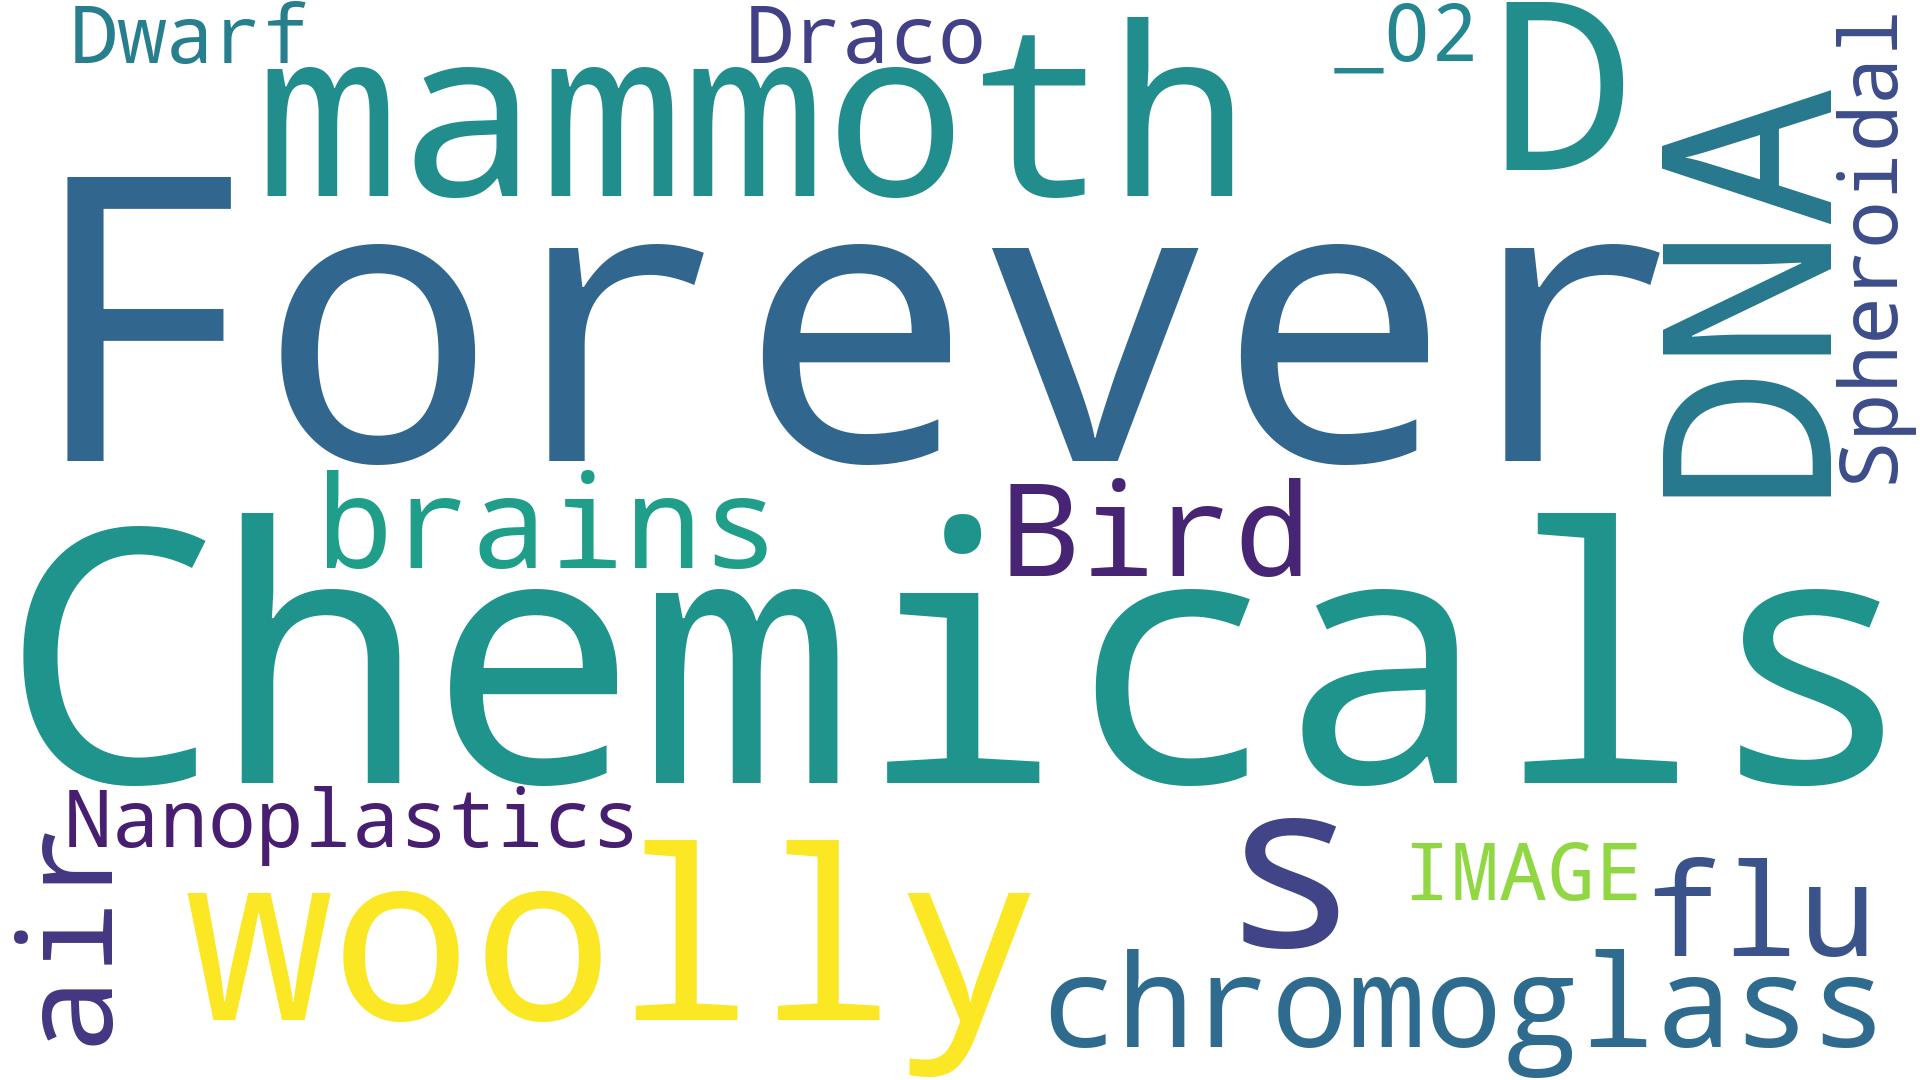 Dwarf
Draco
_02
D
mammoth
DNA
Spheroidal
Forever
brains
Bird
Chemicals
Nanoplastics
air
woolly
s
IMAGE
flu
chromoglass